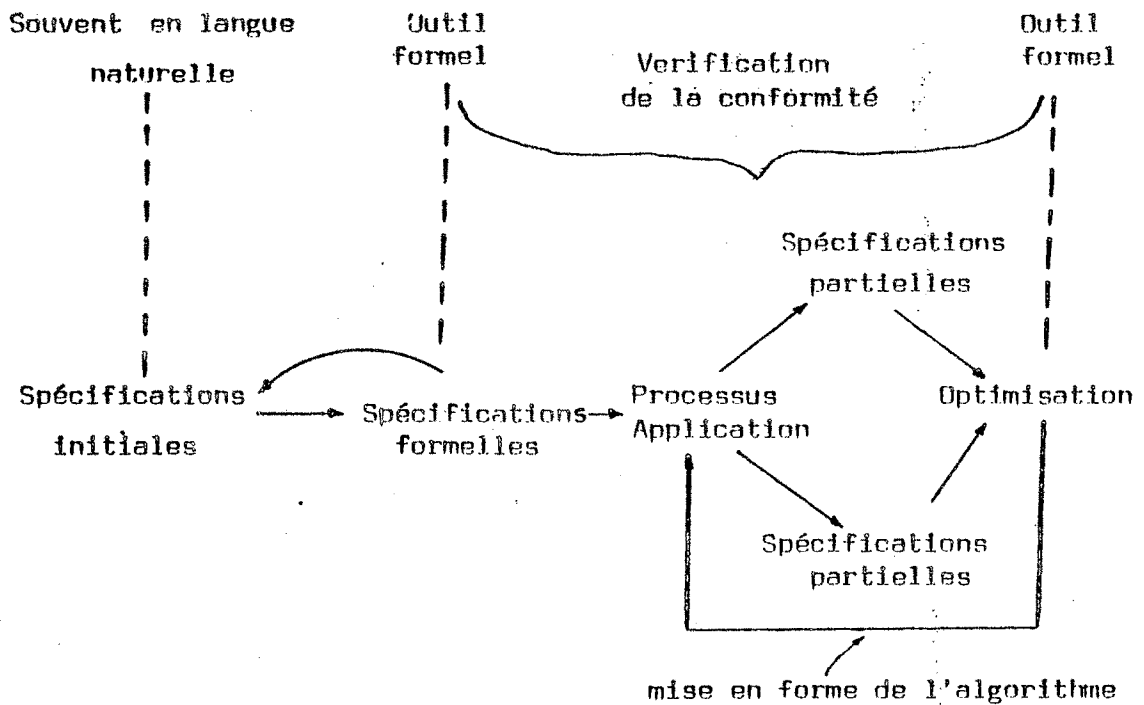 Souvent en langue
naturelle
Outil
formel
Verification
de la conformité
Outil
formel
Spécifications
partielles
Spécifications
initiales
Spécifications
formelles
Processus
Application
Optimisation
Spécifications
partielles
mise en forme de l'algorithme